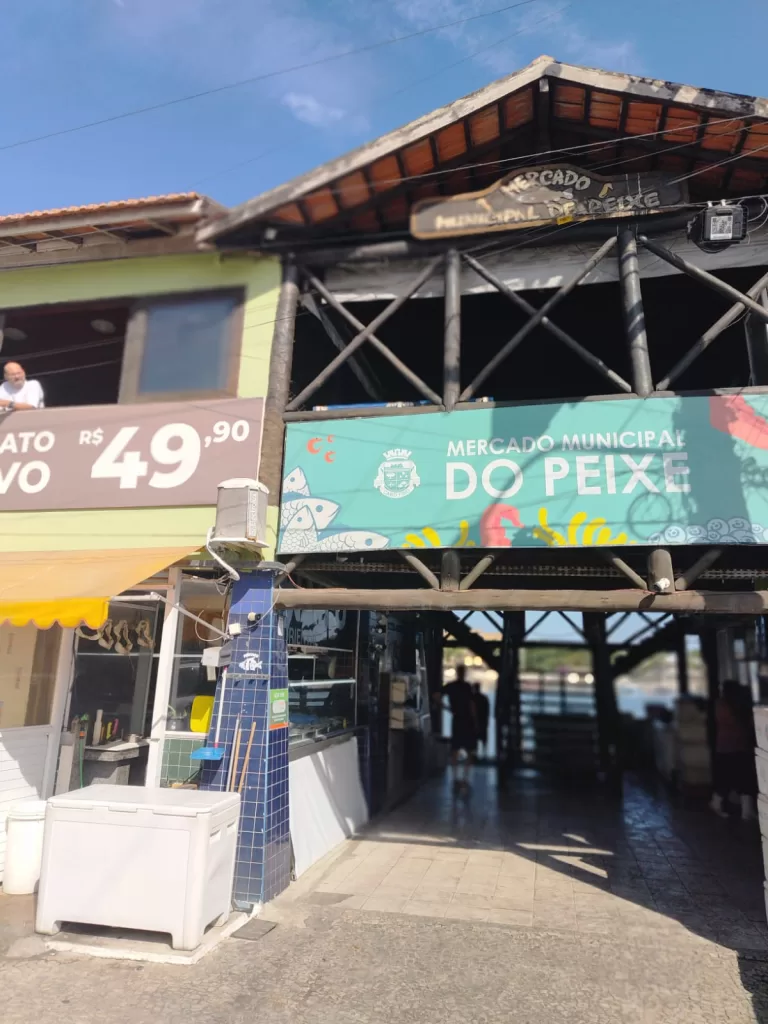 MERCADO
MUNICIPAL DE PEIXE
ATO
VO
R$ 49,90
MERCADO MUNICIPAL
DO PEIXE